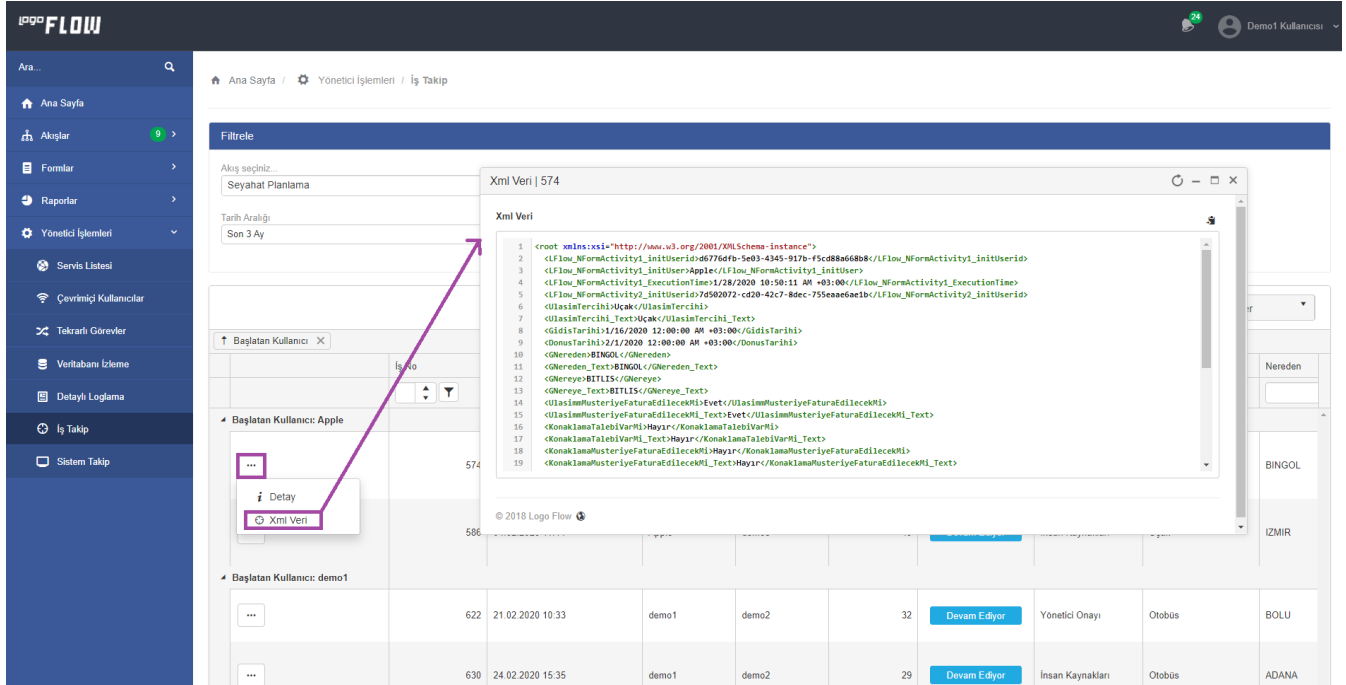 LOGO FLOW
24
Demo1 Kullanıcısı
Ara...
Ana Sayfa / Yönetici İşlemleri / İş Takip
Ana Sayfa
Akışlar 9
Formlar
Raporlar
Yönetici İşlemleri
Servis Listesi
Çevrimiçi Kullanıcılar
Tekrarlı Görevler
Veritabanı İzleme
Detaylı Loglama
İş Takip
Sistem Takip
Filtrele
Akış seçiniz...
Seyahat Planlama
Tarih Aralığı
Son 3 Ay
Xml Veri | 574
Xml Veri
1 <root xmlns:xsi="http://www.w3.org/2001/XMLSchema-instance">
2 <LFlow_NFormActivity1_initUserid>d6776dfb-5e03-4345-917b-f5cd88a668b8</LFlow_NFormActivity1_initUserid>
3 <LFlow_NFormActivity1_initUser>Apple</LFlow_NFormActivity1_initUser>
4 <LFlow_NFormActivity1_ExecutionTime>1/28/2020 10:50:11 AM +03:00</LFlow_NFormActivity1_ExecutionTime>
5 <LFlow_NFormActivity2_initUserid>7d502072-cd20-42c7-8dec-755eaae6ae1b</LFlow_NFormActivity2_initUserid>
6 <UlasimTercihi>Uçak</UlasimTercihi>
7 <UlasimTercihi_Text>Uçak</UlasimTercihi_Text>
8 <GidisTarihi>1/16/2020 12:00:00 AM +03:00</GidisTarihi>
9 <DonusTarihi>2/1/2020 12:00:00 AM +03:00</DonusTarihi>
10 <GNereden>BINGOL</GNereden>
11 <GNereden_Text>BINGOL</GNereden_Text>
12 <GNereye>BITLIS</GNereye>
13 <GNereye_Text>BITLIS</GNereye_Text>
14 <UlasimmMusteriyeFaturaEdilecekMi>Evet</UlasimmMusteriyeFaturaEdilecekMi>
15 <UlasimmMusteriyeFaturaEdilecekMi_Text>Evet</UlasimmMusteriyeFaturaEdilecekMi_Text>
16 <KonaklamaTalebiVarMi>Hayır</KonaklamaTalebiVarMi>
17 <KonaklamaTalebiVarMi_Text>Hayır</KonaklamaTalebiVarMi_Text>
18 <KonaklamaMusteriyeFaturaEdilecekMi>Hayır</KonaklamaMusteriyeFaturaEdilecekMi>
19 <KonaklamaMusteriyeFaturaEdilecekMi_Text>Hayır</KonaklamaMusteriyeFaturaEdilecekMi_Text>
© 2018 Logo Flow
Başlatan Kullanıcı
İş No
Nereden
Başlatan Kullanıcı: Apple
574
BINGOL
Detay
Xml Veri
586
IZMIR
Başlatan Kullanıcı: demo1
622 21.02.2020 10:33 demo1 demo2 32 Devam Ediyor Yönetici Onayı Otobüs BOLU
630 24.02.2020 15:35 demo1 demo2 29 Devam Ediyor İnsan Kaynakları Otobüs ADANA